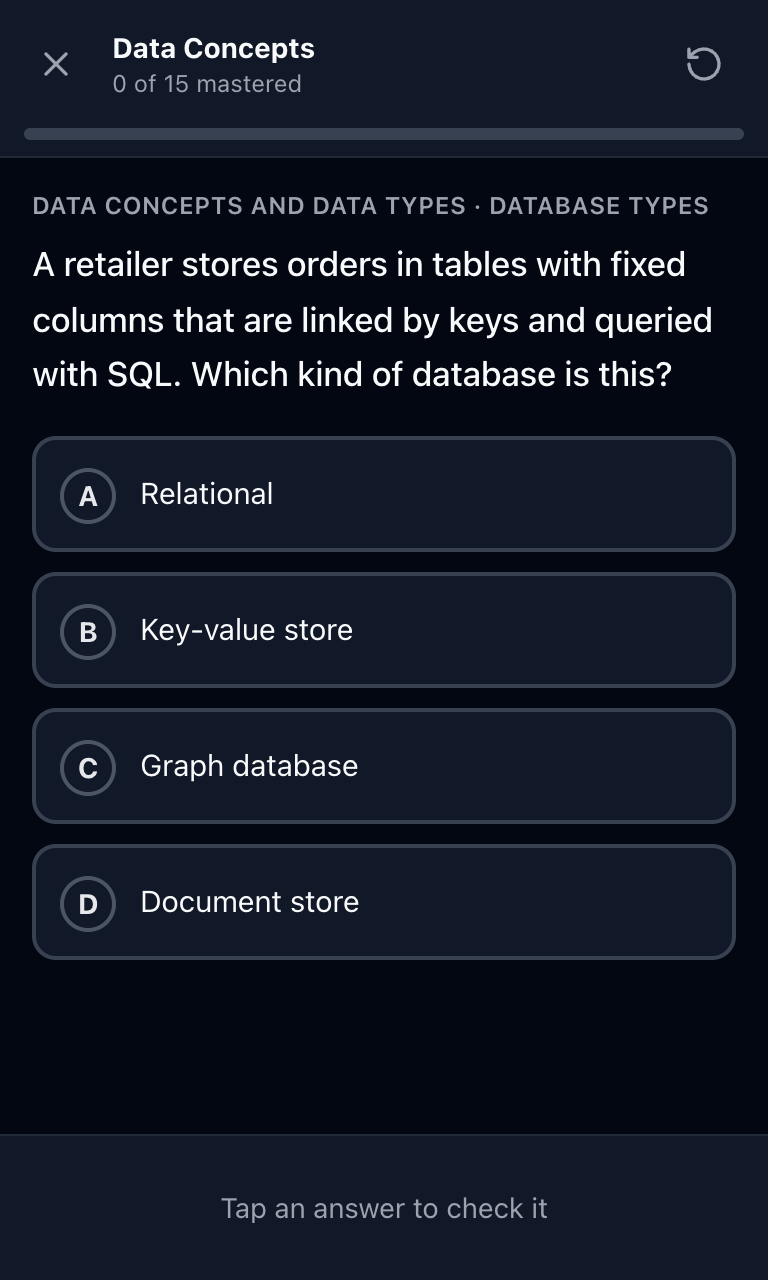 Data Concepts
0 of 15 mastered
DATA CONCEPTS AND DATA TYPES · DATABASE TYPES
A retailer stores orders in tables with fixed
columns that are linked by keys and queried
with SQL. Which kind of database is this?
A Relational
B Key-value store
C Graph database
D Document store
Tap an answer to check it